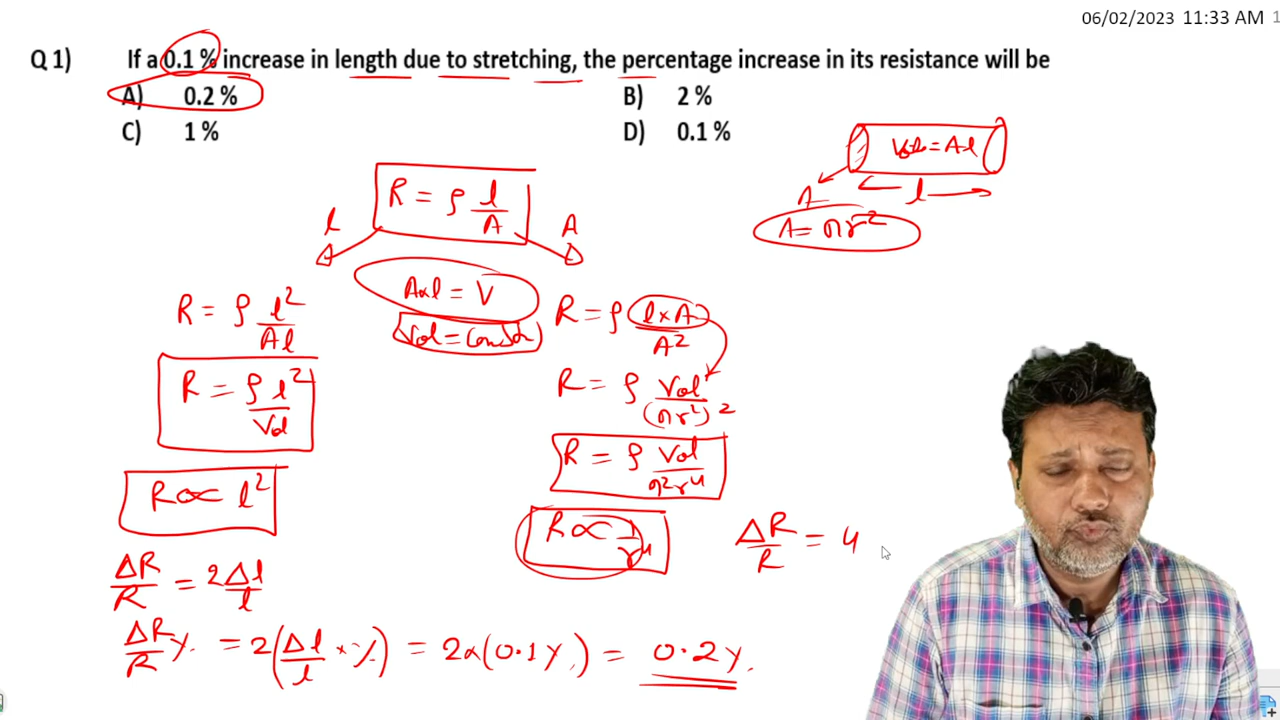 06/02/2023 11:33 AM 1
Q 1) If a 0.1 % increase in length due to stretching, the percentage increase in its resistance will be
A) 0.2 %
B) 2 %
C) 1 %
D) 0.1 %
Vol = Al
l
A
A = πr²
R = ρ l/A
l
A
A×l = V
Vol = Const
R = ρ l²/Al
R = ρ l²/Vol
R ∝ l²
ΔR/R = 2Δl/l
R = ρ l×A/A²
R = ρ Vol/(πr²)²
R = ρ Vol/π²r⁴
R ∝ 1/r⁴
ΔR/R = 4
ΔR/R % = 2(Δl/l × %) = 2×(0.1%) = 0.2%